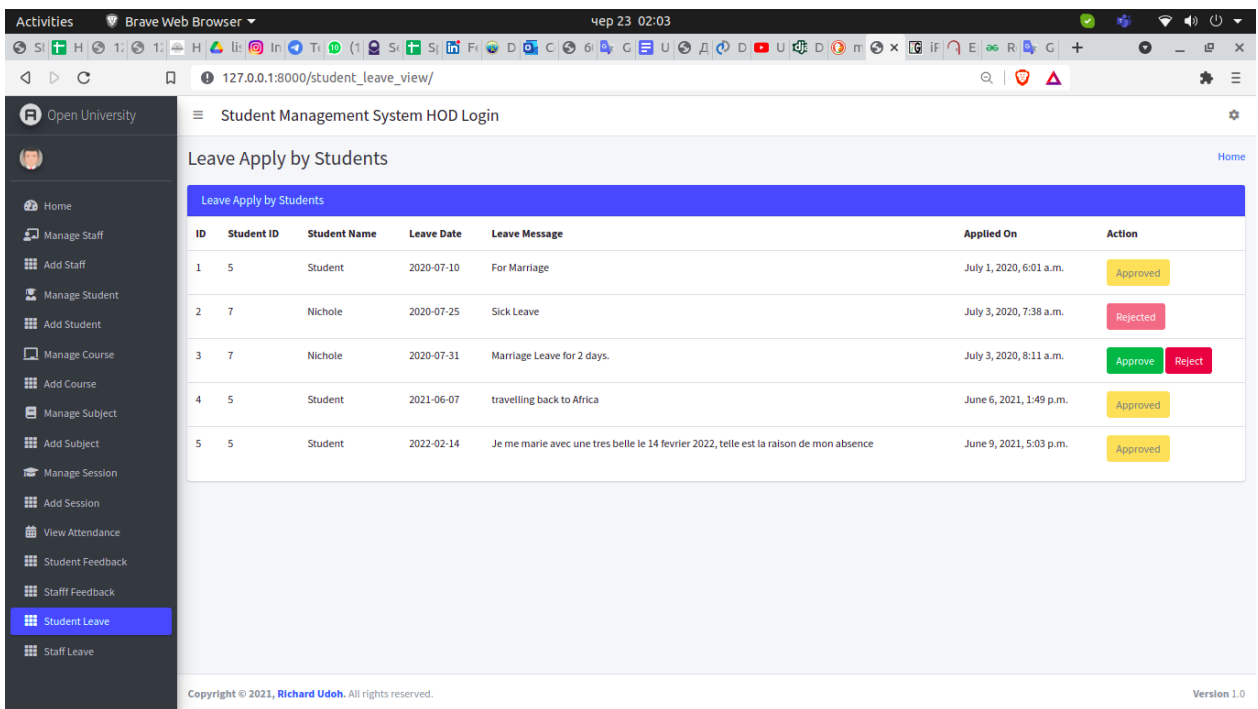 Activities Brave Web Browser чер 23 02:03
127.0.0.1:8000/student_leave_view/
Open University
Student Management System HOD Login
Leave Apply by Students
Home
Home
Manage Staff
Add Staff
Manage Student
Add Student
Manage Course
Add Course
Manage Subject
Add Subject
Manage Session
Add Session
View Attendance
Student Feedback
Stafff Feedback
Student Leave
Staff Leave
Leave Apply by Students
ID Student ID Student Name Leave Date Leave Message Applied On Action
1 5 Student 2020-07-10 For Marriage July 1, 2020, 6:01 a.m. Approved
2 7 Nichole 2020-07-25 Sick Leave July 3, 2020, 7:38 a.m. Rejected
3 7 Nichole 2020-07-31 Marriage Leave for 2 days. July 3, 2020, 8:11 a.m. Approve Reject
4 5 Student 2021-06-07 travelling back to Africa June 6, 2021, 1:49 p.m. Approved
5 5 Student 2022-02-14 Je me marie avec une tres belle le 14 fevrier 2022, telle est la raison de mon absence June 9, 2021, 5:03 p.m. Approved
Copyright © 2021, Richard Udoh. All rights reserved. Version 1.0